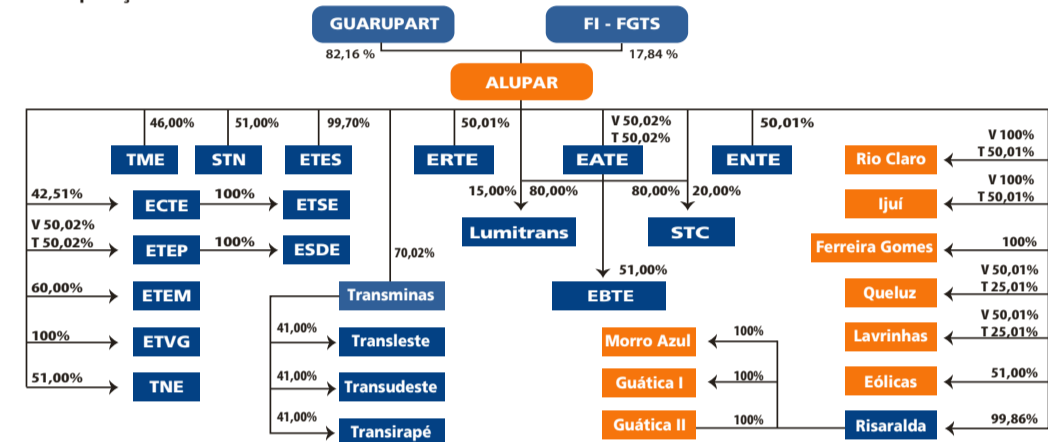 GUARUPART FI - FGTS
82,16 % 17,84 %
ALUPAR
46,00% 51,00% 99,70% 50,01% V 50,02% 50,01%
T 50,02%
V 100%
T 50,01%
TME STN ETES ERTE EATE ENTE Rio Claro
42,51% 100% 15,00% 80,00% 80,00% 20,00% V 100%
T 50,01%
ECTE ETSE Ijuí
V 50,02%
T 50,02%
100% Lumitrans STC
ETEP ESDE 70,02% Ferreira Gomes 100%
51,00% V 50,01%
T 25,01%
60,00% ETEM Transminas EBTE Queluz
V 50,01%
T 25,01%
100% ETVG 41,00% Transleste Morro Azul 100% Lavrinhas
51,00% TNE 41,00% Transudeste Guática I 100% Eólicas 51,00%
41,00% Transirapé Guática II 100% Risaralda 99,86%